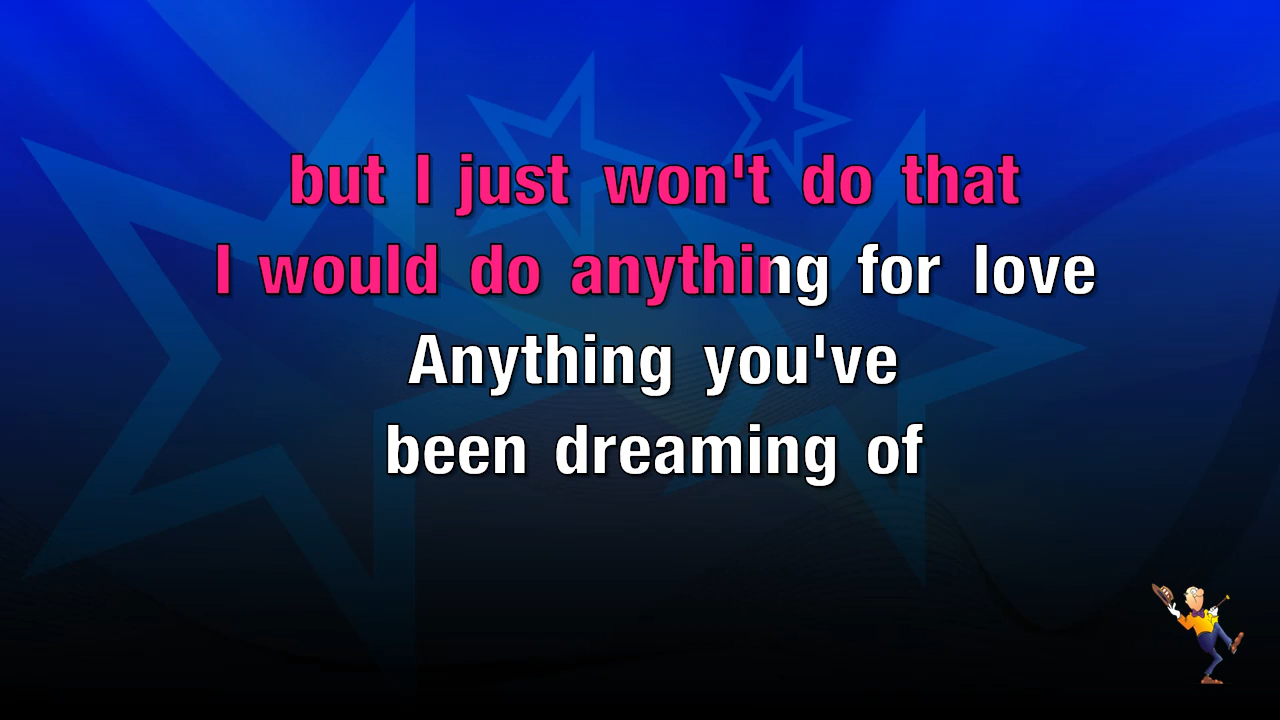 but I just won't do that
I would do anything for love
Anything you've
been dreaming of